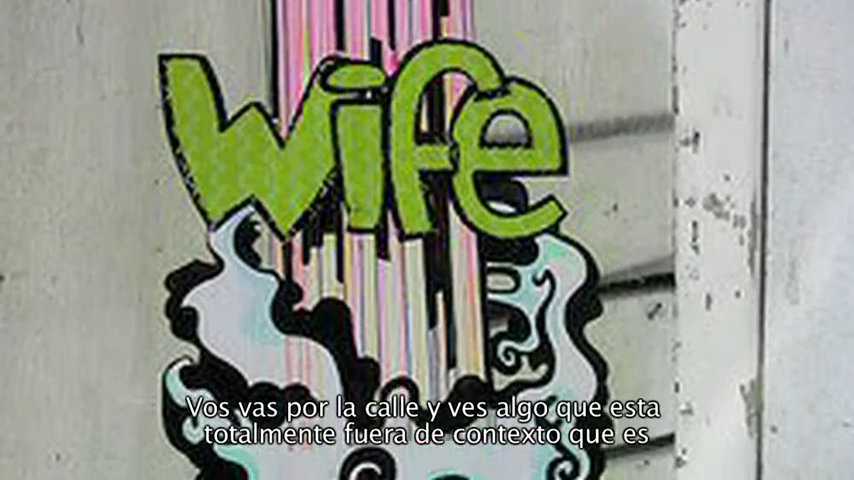 wife
Vos vas por la calle y ves algo que esta
totalmente fuera de contexto que es